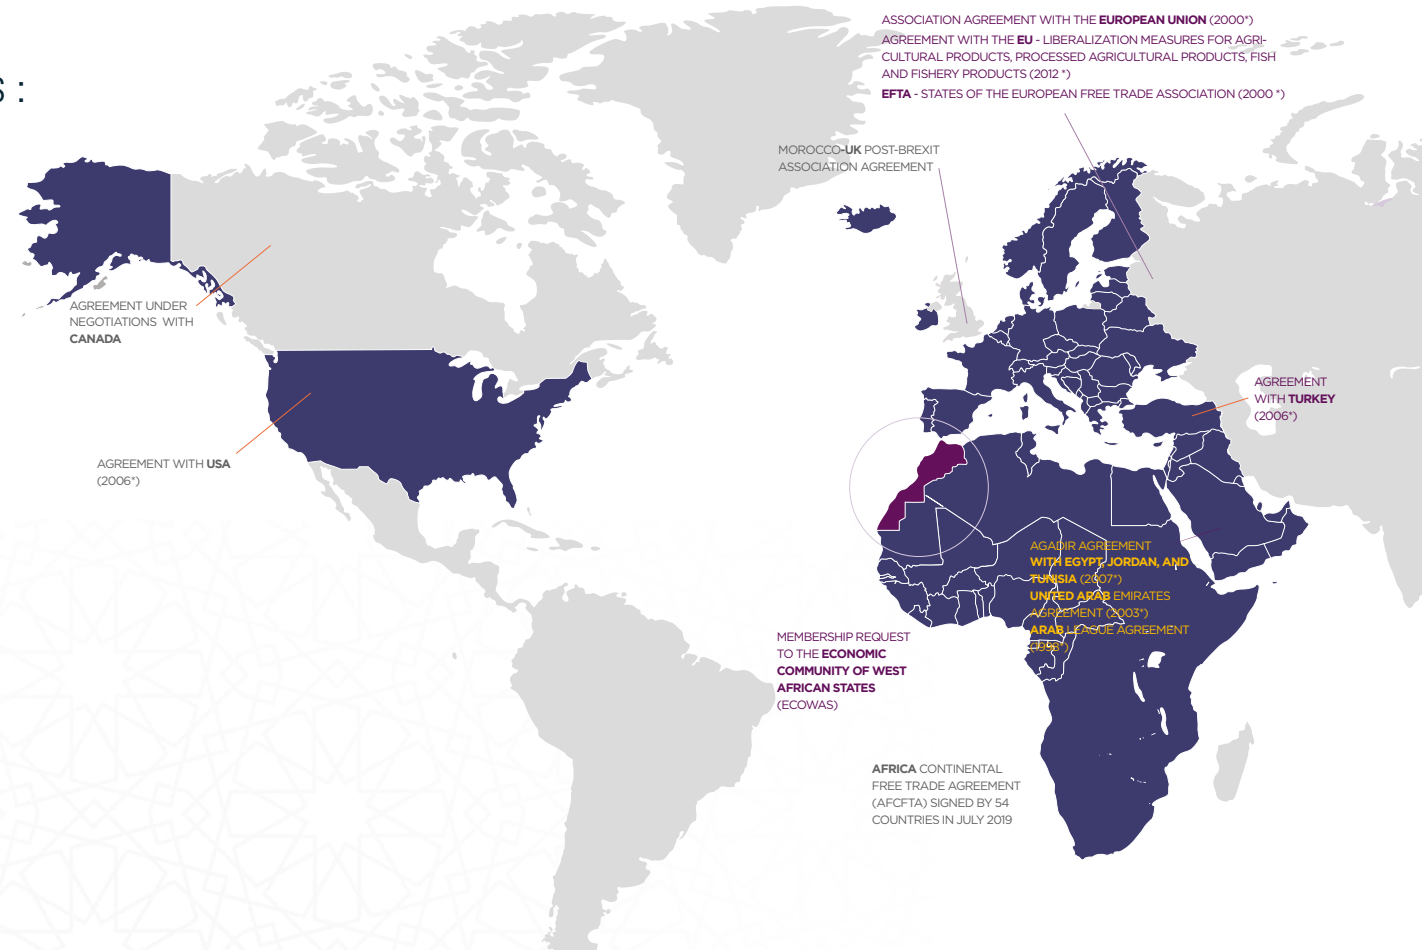 S :
ASSOCIATION AGREEMENT WITH THE EUROPEAN UNION (2000*)
AGREEMENT WITH THE EU - LIBERALIZATION MEASURES FOR AGRI-
CULTURAL PRODUCTS, PROCESSED AGRICULTURAL PRODUCTS, FISH
AND FISHERY PRODUCTS (2012 *)
EFTA - STATES OF THE EUROPEAN FREE TRADE ASSOCIATION (2000 *)
MOROCCO-UK POST-BREXIT
ASSOCIATION AGREEMENT
AGREEMENT UNDER
NEGOTIATIONS WITH
CANADA
AGREEMENT
WITH TURKEY
(2006*)
AGREEMENT WITH USA
(2006*)
AGADIR AGREEMENT
WITH EGYPT, JORDAN, AND
TUNISIA (2007*)
UNITED ARAB EMIRATES
AGREEMENT (2003*)
ARAB LEAGUE AGREEMENT
(1998*)
MEMBERSHIP REQUEST
TO THE ECONOMIC
COMMUNITY OF WEST
AFRICAN STATES
(ECOWAS)
AFRICA CONTINENTAL
FREE TRADE AGREEMENT
(AFCFTA) SIGNED BY 54
COUNTRIES IN JULY 2019